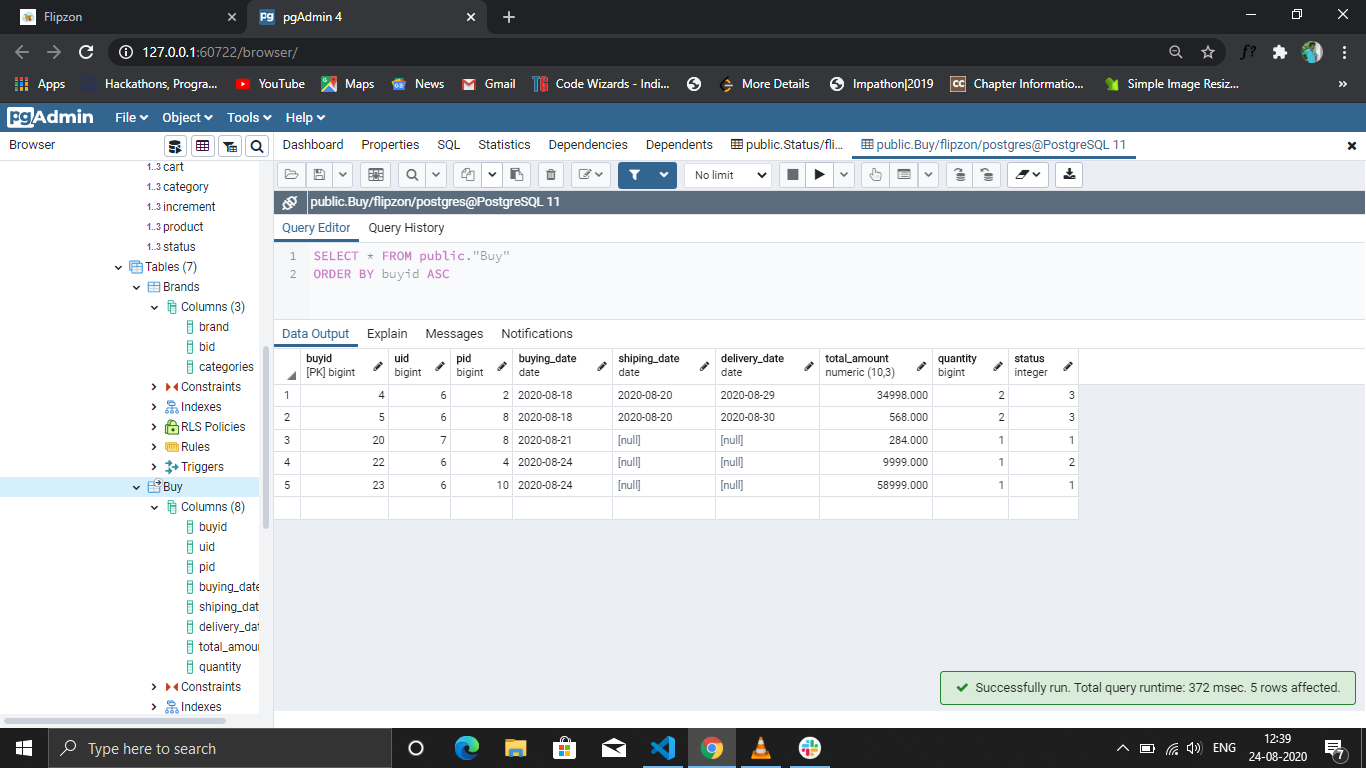 Flipzon
pgAdmin 4
127.0.0.1:60722/browser/
f?
Apps
Hackathons, Progra...
YouTube
Maps
News
Gmail
Code Wizards - Indi...
More Details
Impathon|2019
CC
Chapter Informatio...
Simple Image Resiz...
»
pgAdmin
File
Object
Tools
Help
Browser
Dashboard
Properties
SQL
Statistics
Dependencies
Dependents
public.Status/fli...
public.Buy/flipzon/postgres@PostgreSQL 11
1..3 cart
1..3 category
1..3 increment
1..3 product
1..3 status
Tables (7)
Brands
Columns (3)
brand
bid
categories
Constraints
Indexes
RLS Policies
Rules
Triggers
Buy
Columns (8)
buyid
uid
pid
buying_date
shiping_dat
delivery_dat
total_amou
quantity
Constraints
Indexes
No limit
public.Buy/flipzon/postgres@PostgreSQL 11
Query Editor
Query History
1 SELECT * FROM public."Buy"
2 ORDER BY buyid ASC
Data Output
Explain
Messages
Notifications
buyid uid pid buying_date shiping_date delivery_date total_amount quantity status
[PK] bigint bigint bigint date date date numeric (10,3) bigint integer
1 4 6 2 2020-08-18 2020-08-20 2020-08-29 34998.000 2 3
2 5 6 8 2020-08-18 2020-08-20 2020-08-30 568.000 2 3
3 20 7 8 2020-08-21 [null] [null] 284.000 1 1
4 22 6 4 2020-08-24 [null] [null] 9999.000 1 2
5 23 6 10 2020-08-24 [null] [null] 58999.000 1 1
Successfully run. Total query runtime: 372 msec. 5 rows affected.
Type here to search
ENG
12:39
24-08-2020
7